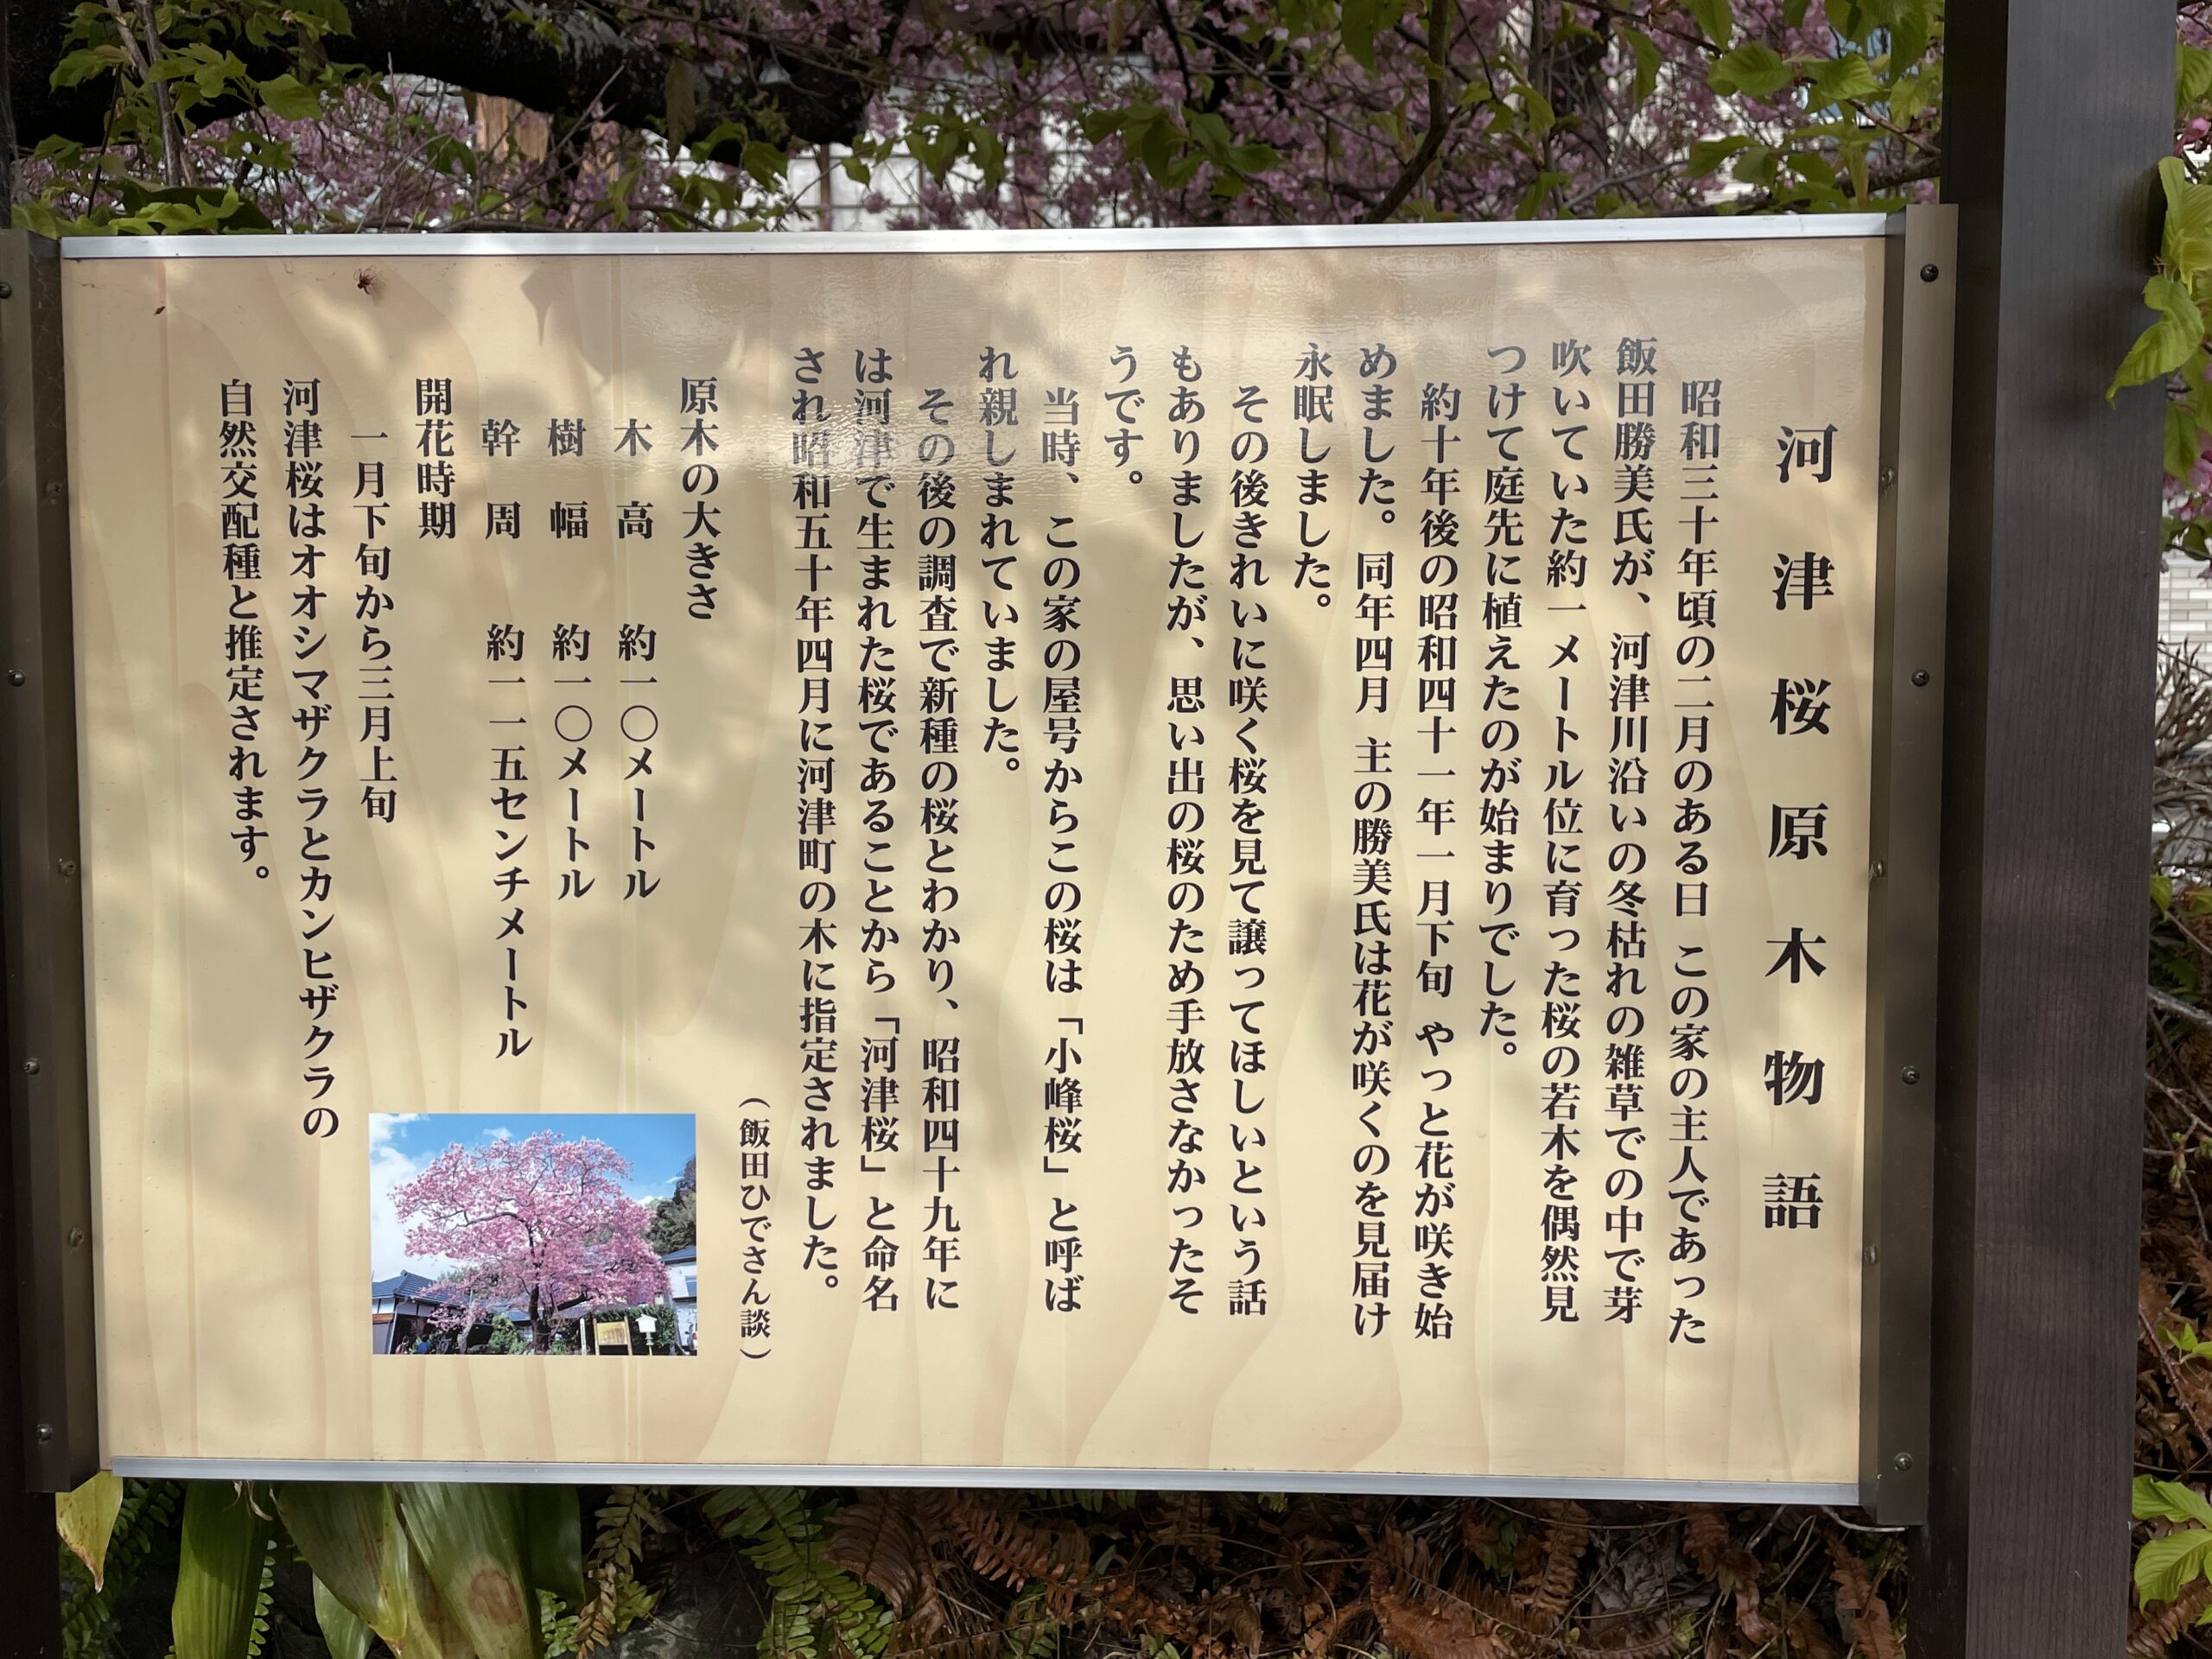 河津桜原木物語
昭和三十年頃の二月のある日 この家の主人であった
飯田勝美氏が、河津川沿いの冬枯れの雑草での中で芽
吹いていた約一メートル位に育った桜の若木を偶然見
つけて庭先に植えたのが始まりでした。
約十年後の昭和四十一年一月下旬 やっと花が咲き始
めました。同年四月 主の勝美氏は花が咲くのを見届け
永眠しました。
その後きれいに咲く桜を見て譲ってほしいという話
もありましたが、思い出の桜のため手放さなかったそ
うです。
当時、この家の屋号からこの桜は「小峰桜」と呼ば
れ親しまれていました。
その後の調査で新種の桜とわかり、昭和四十九年に
は河津で生まれた桜であることから「河津桜」と命名
され昭和五十年四月に河津町の木に指定されました。
（飯田ひでさん談）
原木の大きさ
木高 約一〇メートル
樹幅 約一〇メートル
幹周 約一一五センチメートル
開花時期
一月下旬から三月上旬
河津桜はオオシマザクラとカンヒザクラの
自然交配種と推定されます。